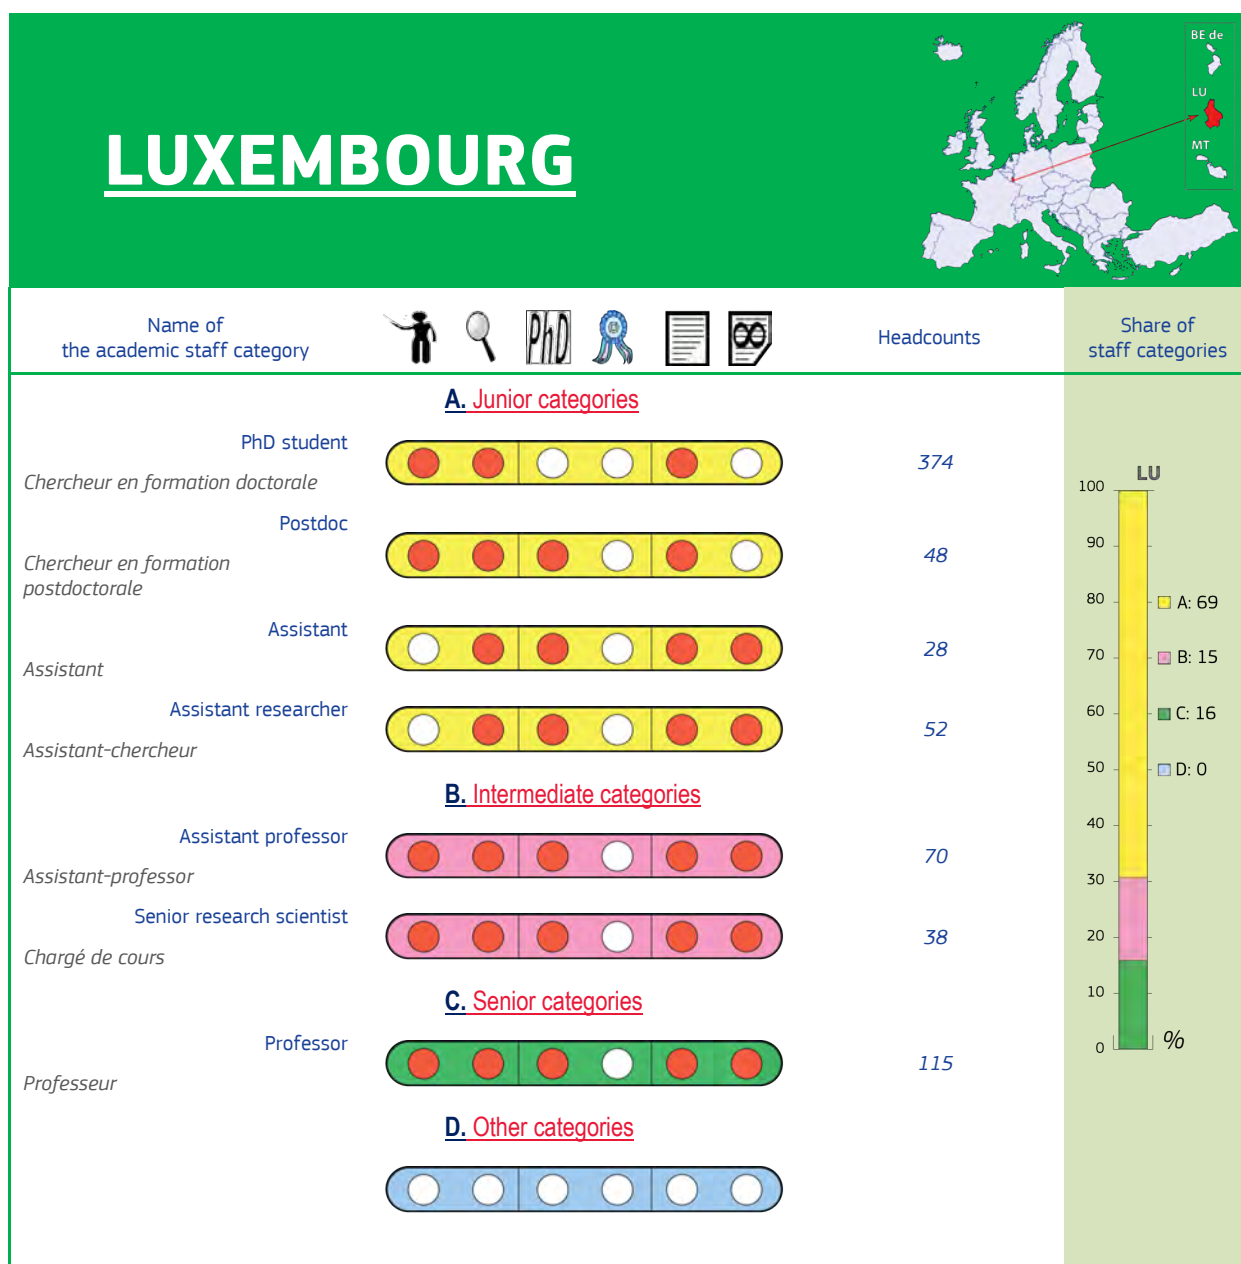 BE de
LU
MT
LUXEMBOURG
Name of
the academic staff category
PhD
Headcounts
Share of
staff categories
A. Junior categories
PhD student
Chercheur en formation doctorale
374
Postdoc
Chercheur en formation
postdoctorale
48
Assistant
Assistant
28
Assistant researcher
Assistant-chercheur
52
B. Intermediate categories
Assistant professor
Assistant-professor
70
Senior research scientist
Chargé de cours
38
C. Senior categories
Professor
Professeur
115
D. Other categories
LU
100
90
80
70
60
50
40
30
20
10
0
%
A: 69
B: 15
C: 16
D: 0